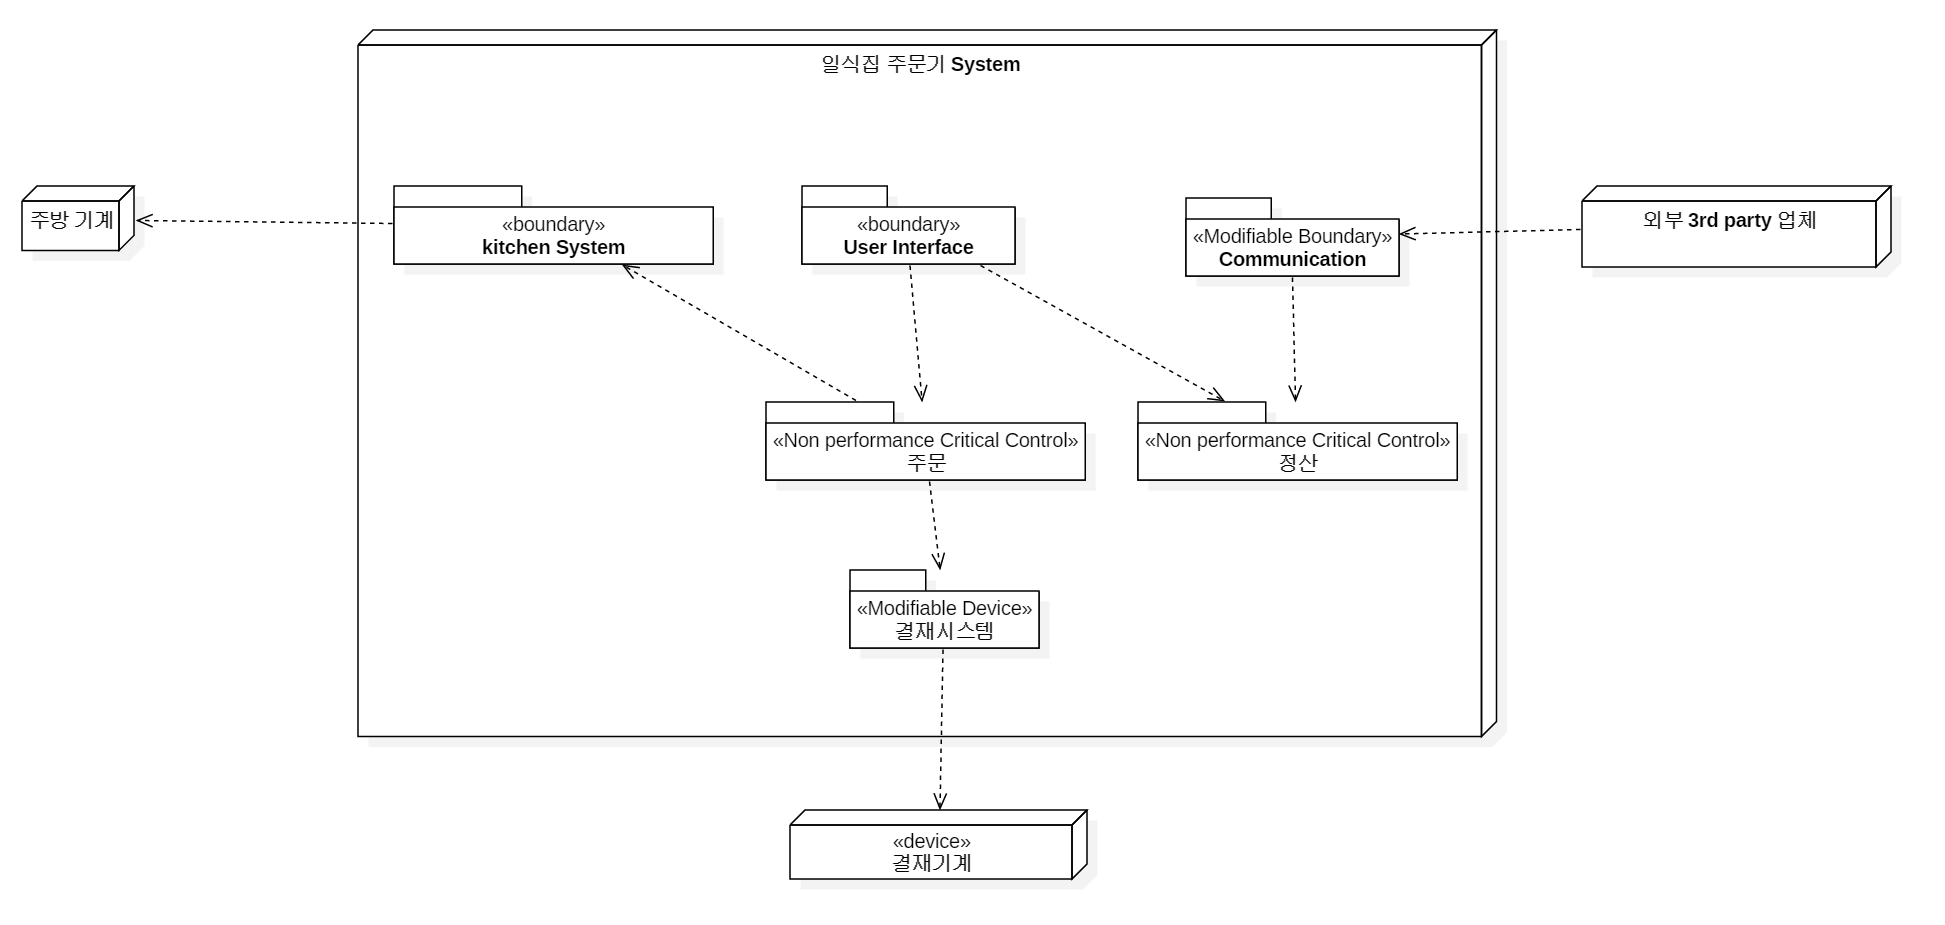 일식집 주문기 System
주방 기계
«boundary»
kitchen System
«boundary»
User Interface
«Modifiable Boundary»
Communication
외부 3rd party 업체
«Non performance Critical Control»
주문
«Non performance Critical Control»
정산
«Modifiable Device»
결재시스템
«device»
결재기계